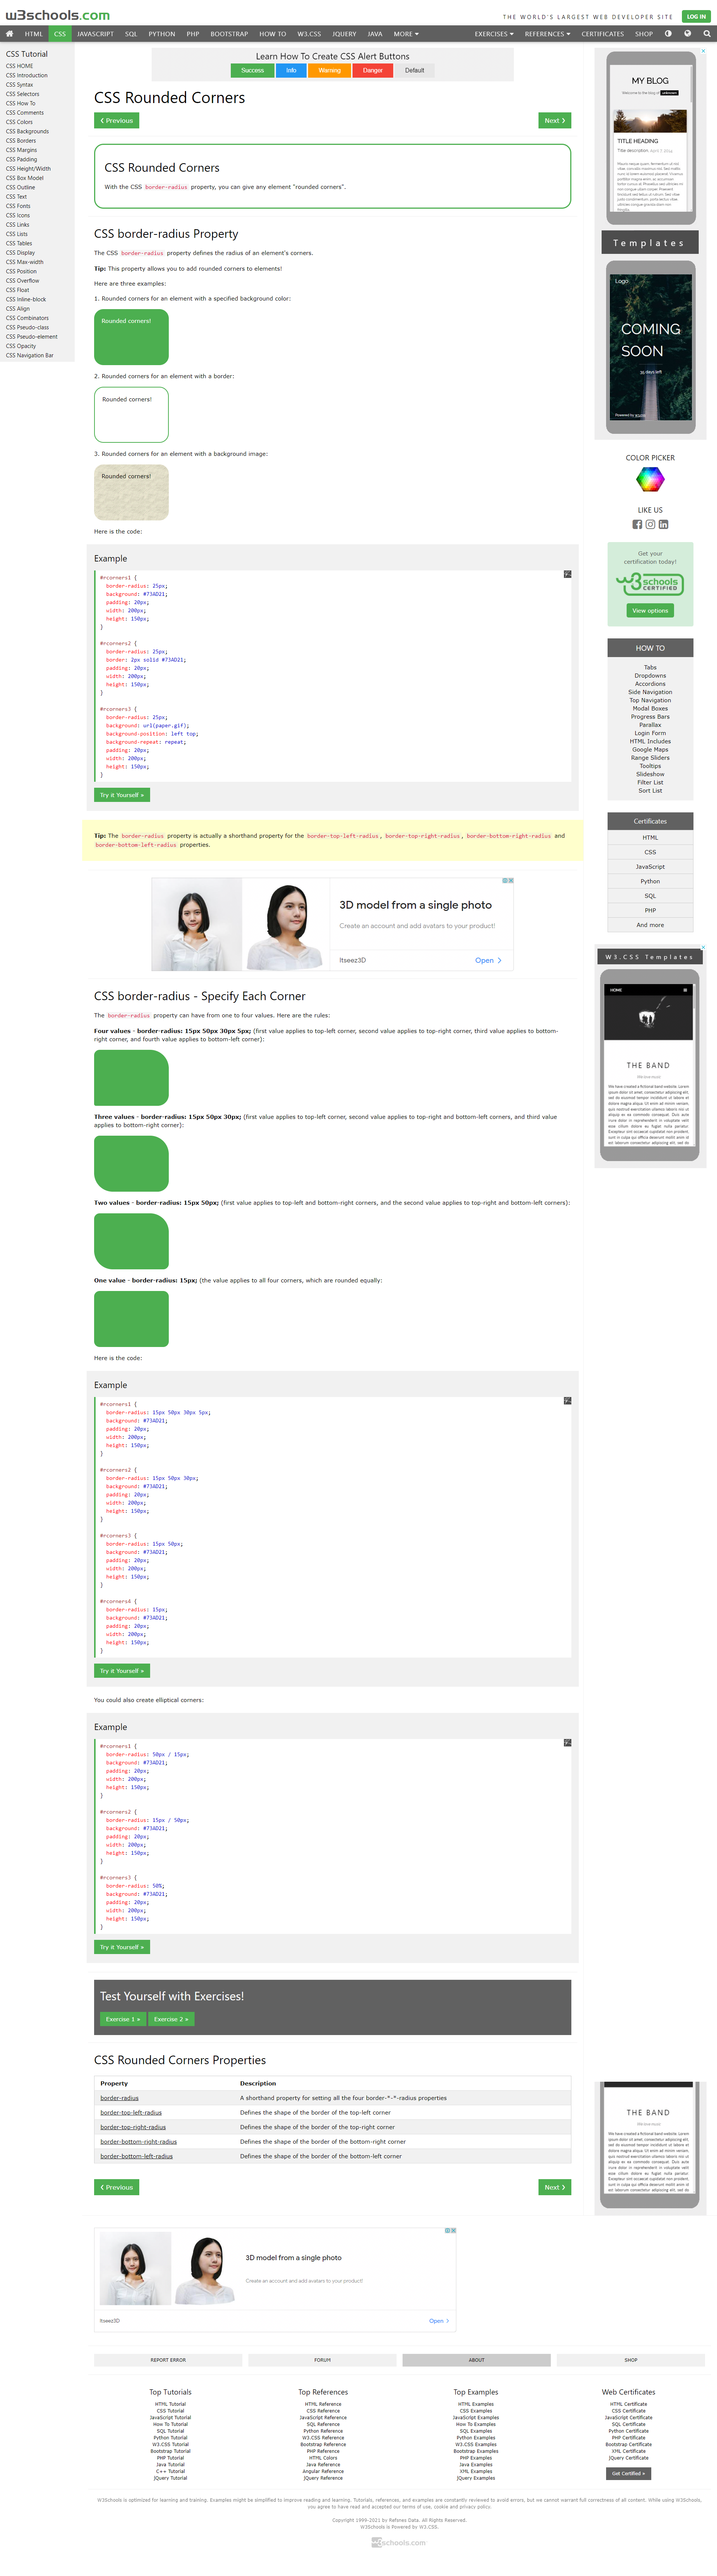 w3schools.com
THE WORLD'S LARGEST WEB DEVELOPER SITE
LOG IN
HTML CSS JAVASCRIPT SQL PYTHON PHP BOOTSTRAP HOW TO W3.CSS JQUERY JAVA MORE EXERCISES REFERENCES CERTIFICATES SHOP
CSS Tutorial
CSS HOME
CSS Introduction
CSS Syntax
CSS Selectors
CSS How To
CSS Comments
CSS Colors
CSS Backgrounds
CSS Borders
CSS Margins
CSS Padding
CSS Height/Width
CSS Box Model
CSS Outline
CSS Text
CSS Fonts
CSS Icons
CSS Links
CSS Lists
CSS Tables
CSS Display
CSS Max-width
CSS Position
CSS Overflow
CSS Float
CSS Inline-block
CSS Align
CSS Combinators
CSS Pseudo-class
CSS Pseudo-element
CSS Opacity
CSS Navigation Bar
Learn How To Create CSS Alert Buttons
Success Info Warning Danger Default
CSS Rounded Corners
❮ Previous Next ❯
CSS Rounded Corners
With the CSS border-radius property, you can give any element "rounded corners".
CSS border-radius Property
The CSS border-radius property defines the radius of an element's corners.
Tip: This property allows you to add rounded corners to elements!
Here are three examples:
1. Rounded corners for an element with a specified background color:
Rounded corners!
2. Rounded corners for an element with a border:
Rounded corners!
3. Rounded corners for an element with a background image:
Rounded corners!
Here is the code:
Example
#rcorners1 {
border-radius: 25px;
background: #73AD21;
padding: 20px;
width: 200px;
height: 150px;
}
#rcorners2 {
border-radius: 25px;
border: 2px solid #73AD21;
padding: 20px;
width: 200px;
height: 150px;
}
#rcorners3 {
border-radius: 25px;
background: url(paper.gif);
background-position: left top;
background-repeat: repeat;
padding: 20px;
width: 200px;
height: 150px;
}
Try it Yourself »
Tip: The border-radius property is actually a shorthand property for the border-top-left-radius, border-top-right-radius, border-bottom-right-radius and
border-bottom-left-radius properties.
3D model from a single photo
Create an account and add avatars to your product!
Itseez3D Open
CSS border-radius - Specify Each Corner
The border-radius property can have from one to four values. Here are the rules:
Four values - border-radius: 15px 50px 30px 5px; (first value applies to top-left corner, second value applies to top-right corner, third value applies to bottom-
right corner, and fourth value applies to bottom-left corner):
Three values - border-radius: 15px 50px 30px; (first value applies to top-left corner, second value applies to top-right and bottom-left corners, and third value
applies to bottom-right corner):
Two values - border-radius: 15px 50px; (first value applies to top-left and bottom-right corners, and the second value applies to top-right and bottom-left corners):
One value - border-radius: 15px; (the value applies to all four corners, which are rounded equally:
Here is the code:
Example
#rcorners1 {
border-radius: 15px 50px 30px 5px;
background: #73AD21;
padding: 20px;
width: 200px;
height: 150px;
}
#rcorners2 {
border-radius: 15px 50px 30px;
background: #73AD21;
padding: 20px;
width: 200px;
height: 150px;
}
#rcorners3 {
border-radius: 15px 50px;
background: #73AD21;
padding: 20px;
width: 200px;
height: 150px;
}
#rcorners4 {
border-radius: 15px;
background: #73AD21;
padding: 20px;
width: 200px;
height: 150px;
}
Try it Yourself »
You could also create elliptical corners:
Example
#rcorners1 {
border-radius: 50px / 15px;
background: #73AD21;
padding: 20px;
width: 200px;
height: 150px;
}
#rcorners2 {
border-radius: 15px / 50px;
background: #73AD21;
padding: 20px;
width: 200px;
height: 150px;
}
#rcorners3 {
border-radius: 50%;
background: #73AD21;
padding: 20px;
width: 200px;
height: 150px;
}
Try it Yourself »
Test Yourself with Exercises!
Exercise 1 » Exercise 2 »
CSS Rounded Corners Properties
Property Description
border-radius A shorthand property for setting all the four border-*-*-radius properties
border-top-left-radius Defines the shape of the border of the top-left corner
border-top-right-radius Defines the shape of the border of the top-right corner
border-bottom-right-radius Defines the shape of the border of the bottom-right corner
border-bottom-left-radius Defines the shape of the border of the bottom-left corner
❮ Previous Next ❯
MY BLOG
Welcome to the blog of unknown
TITLE HEADING
Title description, April 7, 2014
Templates
Logo
COMING
SOON
35 days left
Powered by
COLOR PICKER
LIKE US
Get your
certification today!
w3schools
CERTIFIED
View options
HOW TO
Tabs
Dropdowns
Accordions
Side Navigation
Top Navigation
Modal Boxes
Progress Bars
Parallax
Login Form
HTML Includes
Google Maps
Range Sliders
Tooltips
Slideshow
Filter List
Sort List
Certificates
HTML
CSS
JavaScript
Python
SQL
PHP
And more
W3.CSS Templates
HOME
THE BAND
We love music
THE BAND
We love music
3D model from a single photo
Create an account and add avatars to your product!
Itseez3D Open
REPORT ERROR FORUM ABOUT SHOP
Top Tutorials
HTML Tutorial
CSS Tutorial
JavaScript Tutorial
How To Tutorial
SQL Tutorial
Python Tutorial
W3.CSS Tutorial
Bootstrap Tutorial
PHP Tutorial
Java Tutorial
C++ Tutorial
jQuery Tutorial
Top References
HTML Reference
CSS Reference
JavaScript Reference
SQL Reference
Python Reference
W3.CSS Reference
Bootstrap Reference
PHP Reference
HTML Colors
Java Reference
Angular Reference
jQuery Reference
Top Examples
HTML Examples
CSS Examples
JavaScript Examples
How To Examples
SQL Examples
Python Examples
W3.CSS Examples
Bootstrap Examples
PHP Examples
Java Examples
XML Examples
jQuery Examples
Web Certificates
HTML Certificate
CSS Certificate
JavaScript Certificate
SQL Certificate
Python Certificate
PHP Certificate
Bootstrap Certificate
XML Certificate
jQuery Certificate
Get Certified »
W3Schools is optimized for learning and training. Examples might be simplified to improve reading and learning. Tutorials, references, and examples are constantly reviewed to avoid errors, but we cannot warrant full correctness of all content. While using W3Schools,
you agree to have read and accepted our terms of use, cookie and privacy policy.
Copyright 1999-2021 by Refsnes Data. All Rights Reserved.
W3Schools is Powered by W3.CSS.
w3schools.com